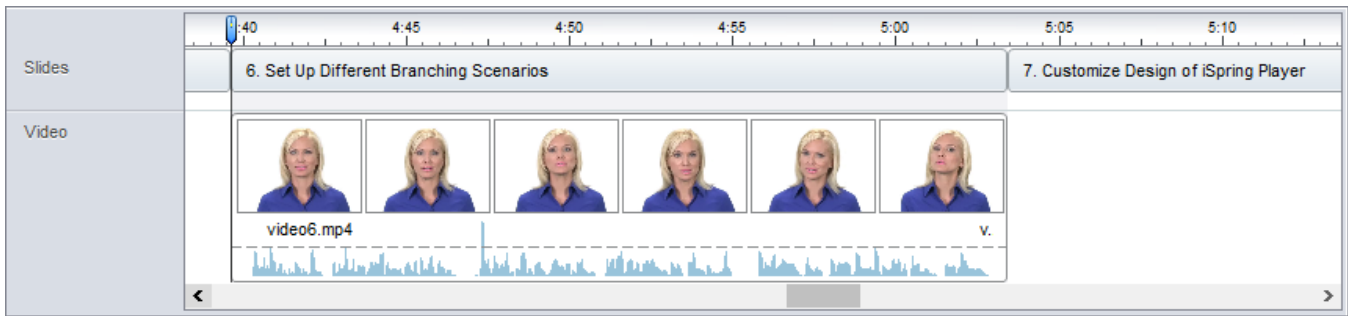 :40 4:45 4:50 4:55 5:00 5:05 5:10
Slides
6. Set Up Different Branching Scenarios
7. Customize Design of iSpring Player
Video
video6.mp4
v.